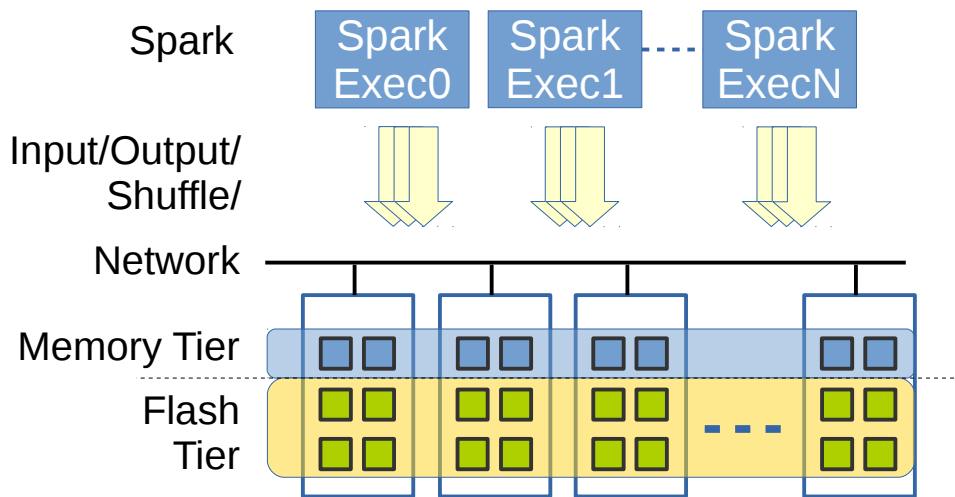 Spark
Spark
Exec0
Spark
Exec1
Spark
ExecN
Input/Output/
Shuffle/
Network
Memory Tier
Flash
Tier